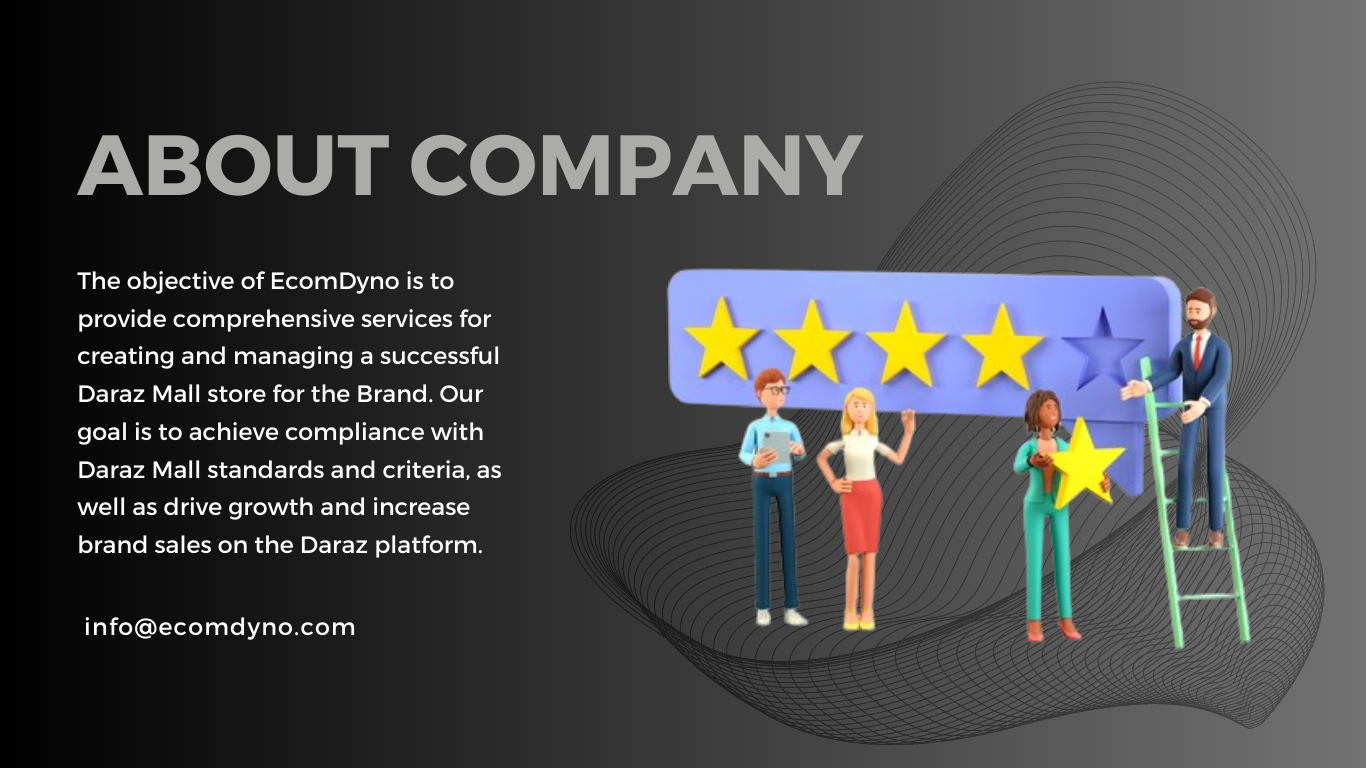 ABOUT COMPANY
The objective of EcomDyno is to
provide comprehensive services for
creating and managing a successful
Daraz Mall store for the Brand. Our
goal is to achieve compliance with
Daraz Mall standards and criteria, as
well as drive growth and increase
brand sales on the Daraz platform.
info@ecomdyno.com